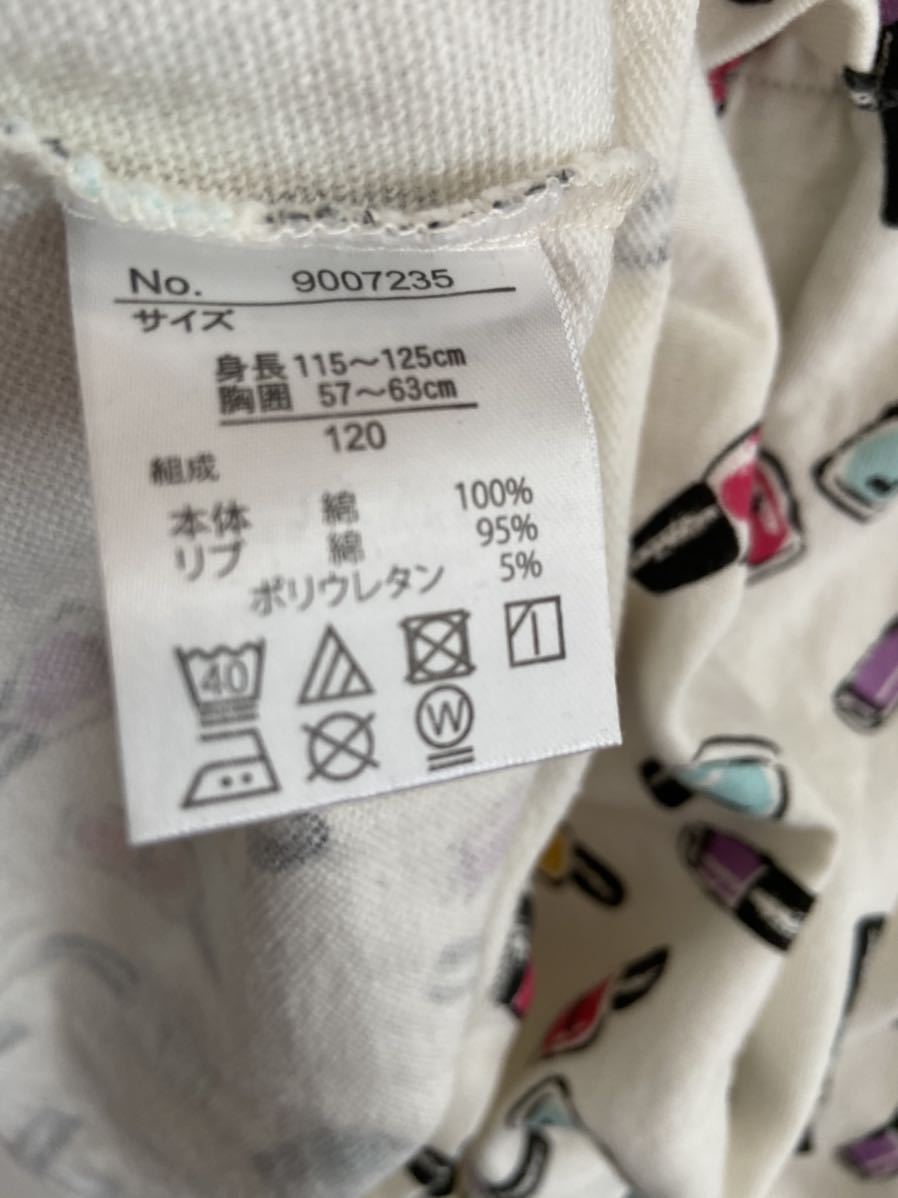 No. 9007235
サイズ
身長 115～125cm
胸囲 57～63cm
120
組成
本体 綿 100%
リブ 綿 95%
ポリウレタン 5%
40
W